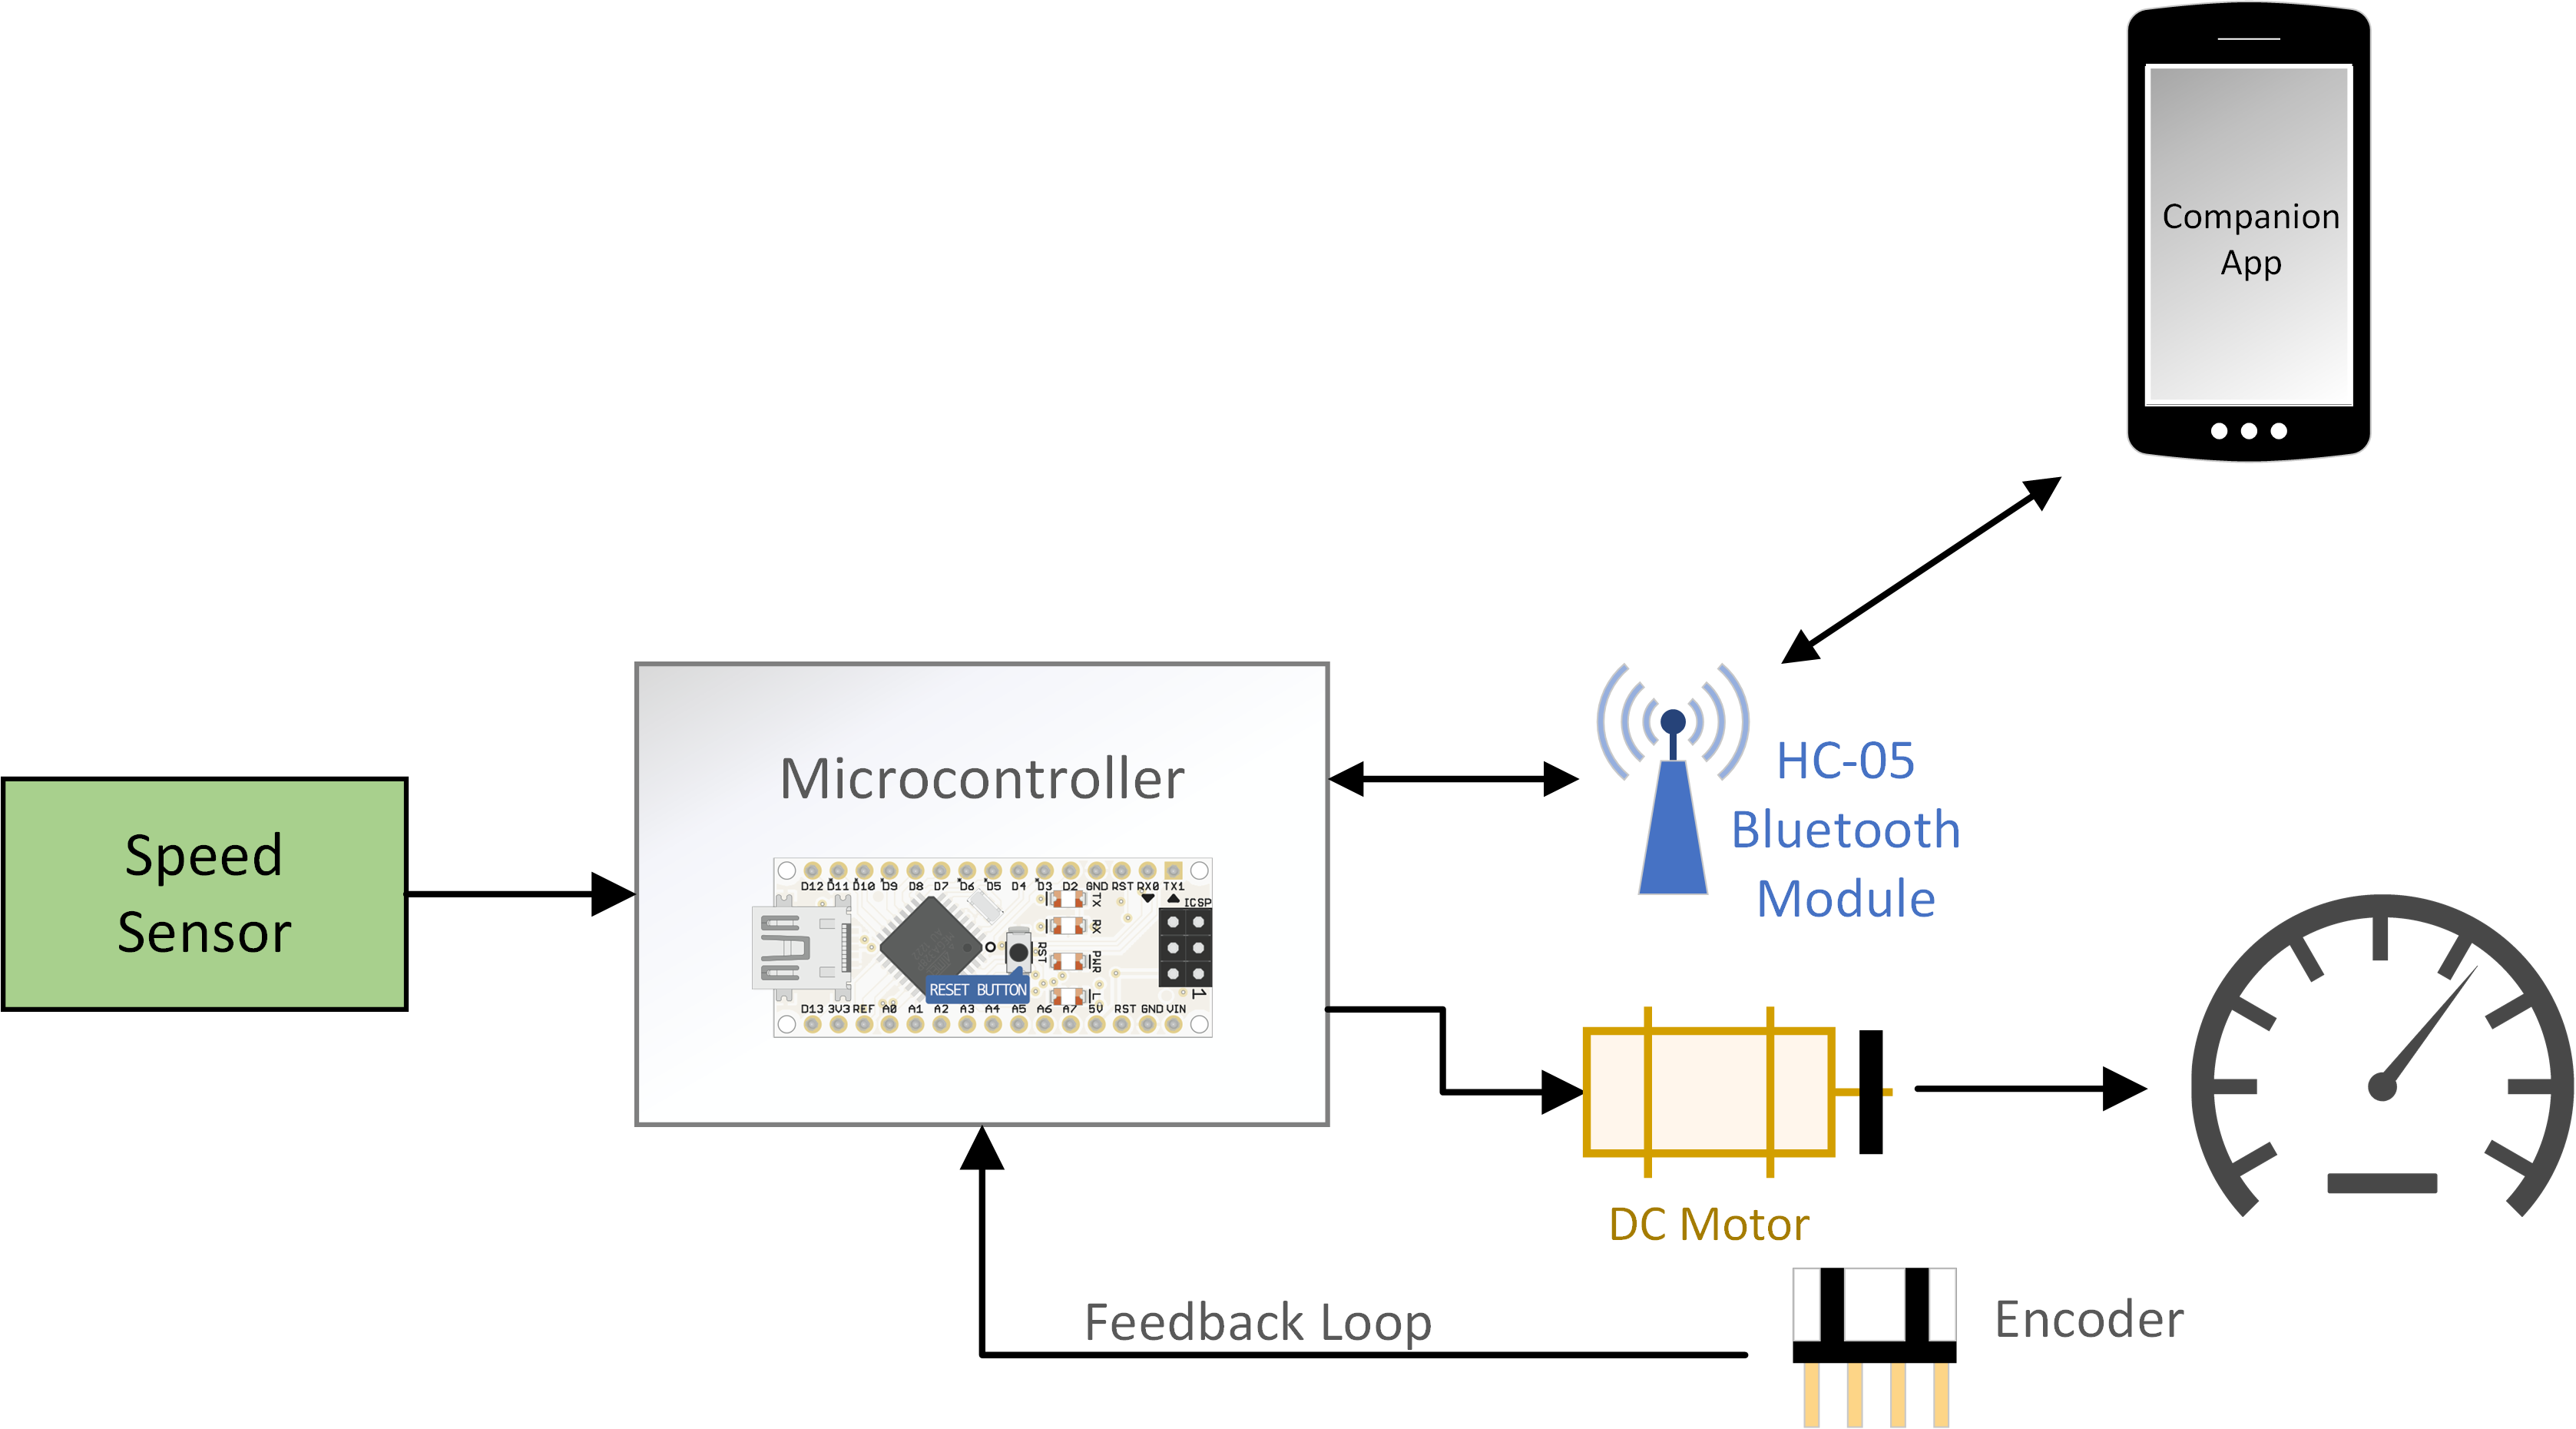 Companion
App
HC-05
Bluetooth
Module
Microcontroller
Speed
Sensor
D12 D11 D10 D9 D8 D7 D6 D5 D4 D3 D2 GND RST RX0 TX1
TX
ICSP
RX
RST
PWR
RESET BUTTON
L
1
D13 3V3 REF A0 A1 A2 A3 A4 A5 A6 A7 5V RST GND VIN
DC Motor
Feedback Loop
Encoder